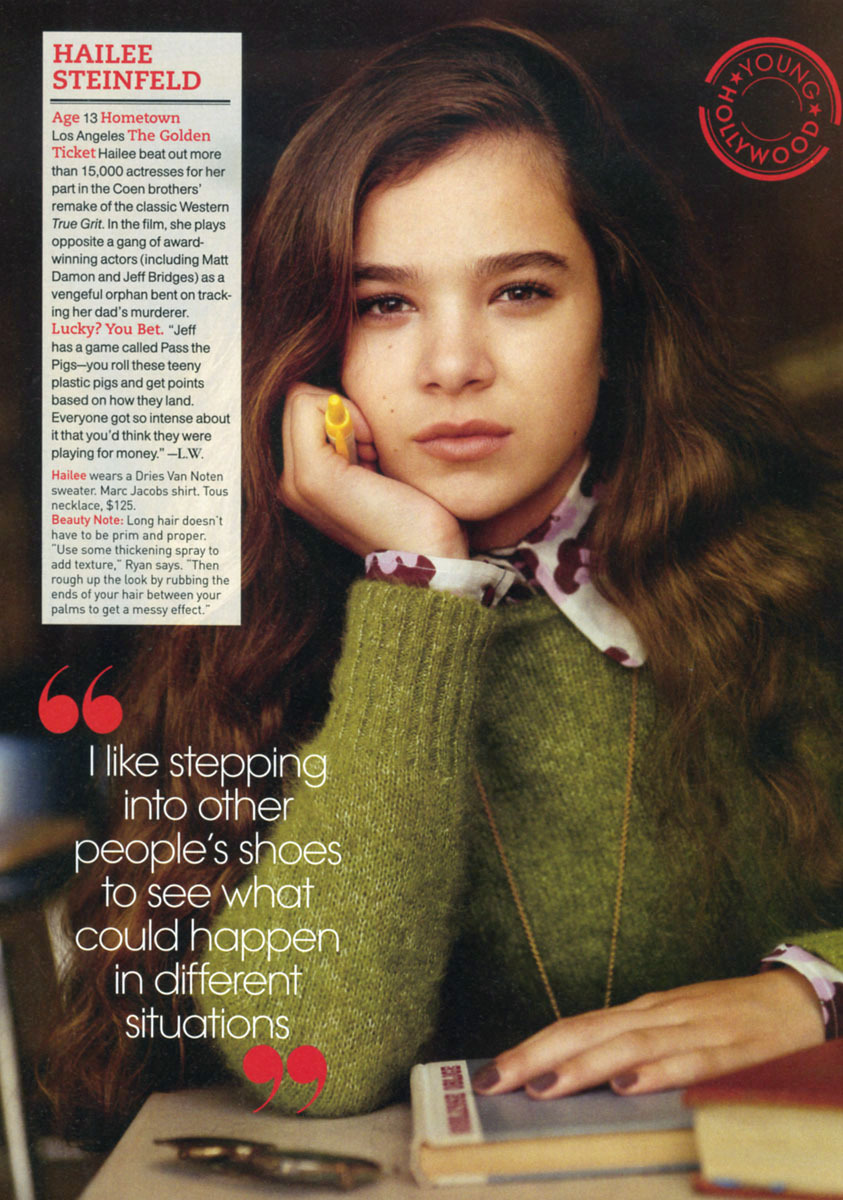 HAILEE
STEINFELD
Age 13 Hometown
Los Angeles The Golden
Ticket Hailee beat out more
than 15,000 actresses for her
part in the Coen brothers'
remake of the classic Western
True Grit. In the film, she plays
opposite a gang of award-
winning actors (including Matt
Damon and Jeff Bridges) as a
vengeful orphan bent on track-
ing her dad's murderer.
Lucky? You Bet. “Jeff
has a game called Pass the
Pigs—you roll these teeny
plastic pigs and get points
based on how they land.
Everyone got so intense about
it that you'd think they were
playing for money.” —L.W.
Hailee wears a Dries Van Noten
sweater. Marc Jacobs shirt. Tous
necklace, $125.
Beauty Note: Long hair doesn't
have to be prim and proper.
“Use some thickening spray to
add texture,” Ryan says. “Then
rough up the look by rubbing the
ends of your hair between your
palms to get a messy effect.”
YOUNG
HOLLYWOOD
“
I like stepping
into other
people's shoes
to see what
could happen
in different
situations
”